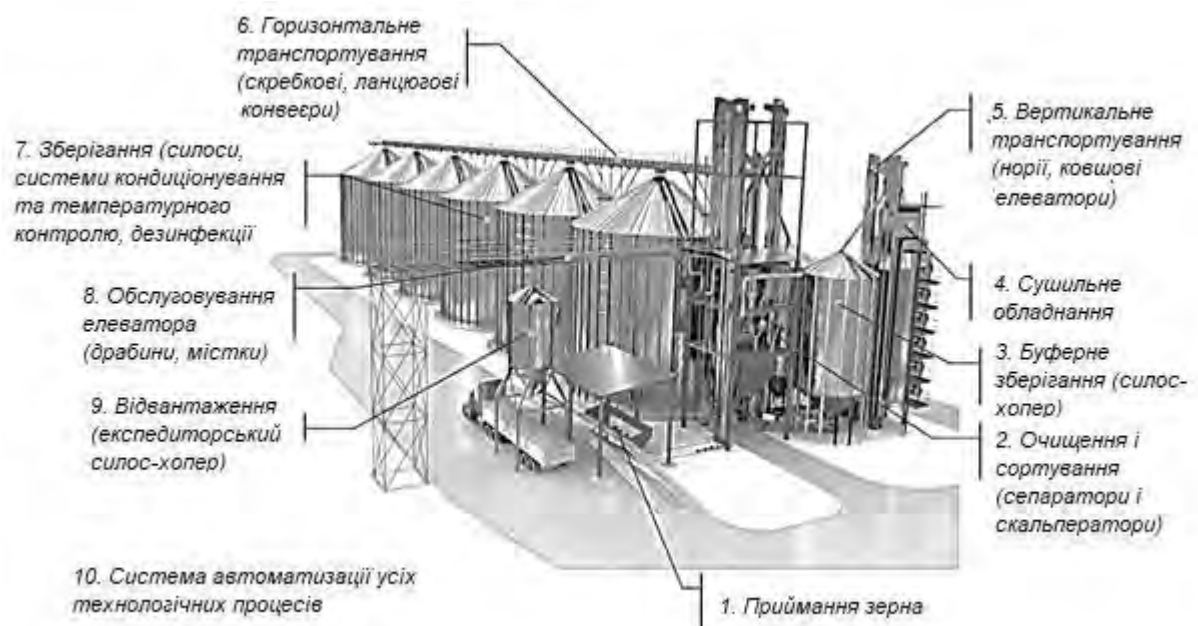 6. Горизонтальне
транспортування
(скребкові, ланцюгові
конвеєри)
5. Вертикальне
транспортування
(норії, ковшові
елеватори)
7. Зберігання (силоси,
системи кондиціонування
та температурного
контролю, дезинфекції
8. Обслуговування
елеватора
(драбини, містки)
4. Сушильне
обладнання
3. Буферне
зберігання (силос-
хопер)
9. Відвантаження
(експедиторський
силос-хопер)
2. Очищення і
сортування
(сепаратори і
скальператори)
10. Система автоматизації усіх
технологічних процесів
1. Приймання зерна